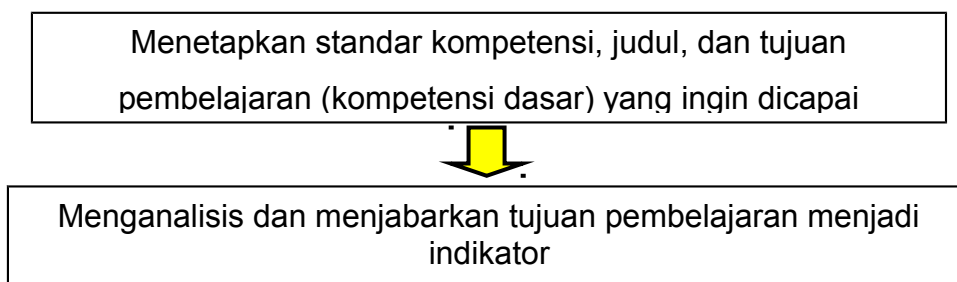 Menetapkan standar kompetensi, judul, dan tujuan
pembelajaran (kompetensi dasar) yang ingin dicapai
Menganalisis dan menjabarkan tujuan pembelajaran menjadi
indikator